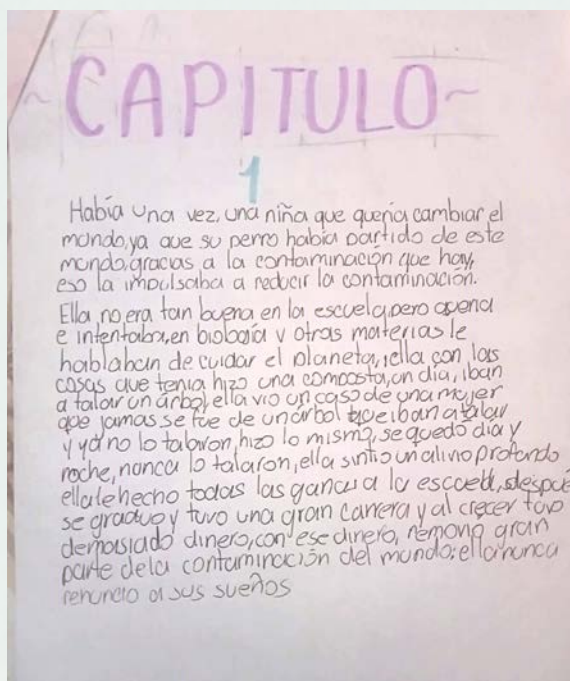 ~CAPITULO~
1
Había una vez, una niña que quería cambiar el
mundo, ya que su perro había partido de este
mundo, gracias a la contaminación que hay,
eso la impulsaba a reducir la contaminación.
Ella no era tan buena en la escuela, pero quería
e intentaba, en biología y otras materias le
hablaban de cuidar el planeta, ella con las
cosas que tenía hizo una composta, un día, iban
a talar un árbol, ella vio un caso de una mujer
que jamas se fue de un árbol que iban a talar
y ya no lo talaron, hizo lo mismo, se quedó día y
noche, nunca lo talaron, ella sintio un alivio profundo
ella le hecho todas las ganas a la escuela, después
se graduo y tuvo una gran carrera y al crecer tuvo
demasiado dinero, con ese dinero, removio gran
parte de la contaminación del mundo, ella nunca
renuncio a sus sueños